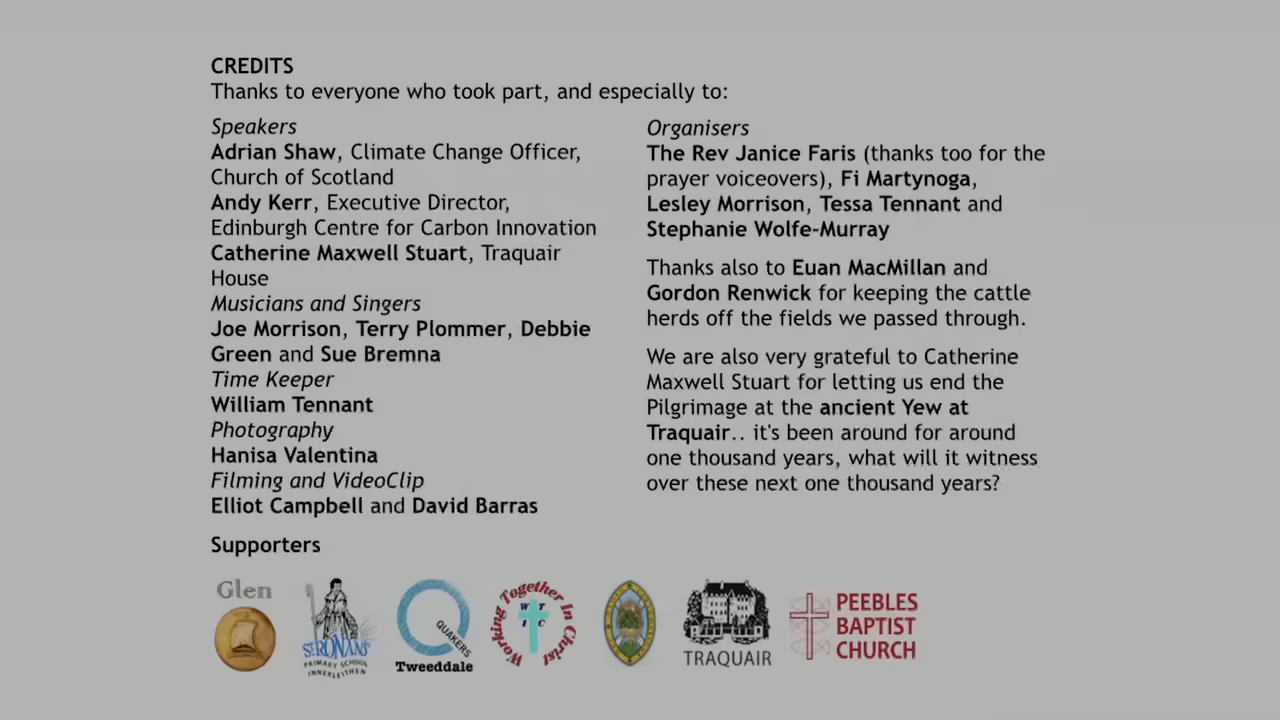 CREDITS
Thanks to everyone who took part, and especially to:
Speakers
Adrian Shaw, Climate Change Officer,
Church of Scotland
Andy Kerr, Executive Director,
Edinburgh Centre for Carbon Innovation
Catherine Maxwell Stuart, Traquair
House
Musicians and Singers
Joe Morrison, Terry Plommer, Debbie
Green and Sue Bremna
Time Keeper
William Tennant
Photography
Hanisa Valentina
Filming and VideoClip
Elliot Campbell and David Barras
Organisers
The Rev Janice Faris (thanks too for the
prayer voiceovers), Fi Martynoga,
Lesley Morrison, Tessa Tennant and
Stephanie Wolfe-Murray
Thanks also to Euan MacMillan and
Gordon Renwick for keeping the cattle
herds off the fields we passed through.
We are also very grateful to Catherine
Maxwell Stuart for letting us end the
Pilgrimage at the ancient Yew at
Traquair.. it's been around for around
one thousand years, what will it witness
over these next one thousand years?
Supporters
Glen
ST. RONANS
PRIMARY SCHOOL
INNERLEITHEN
QUAKERS
Tweeddale
Working Together In Christ
W T
I C
TRAQUAIR
PEEBLES
BAPTIST
CHURCH